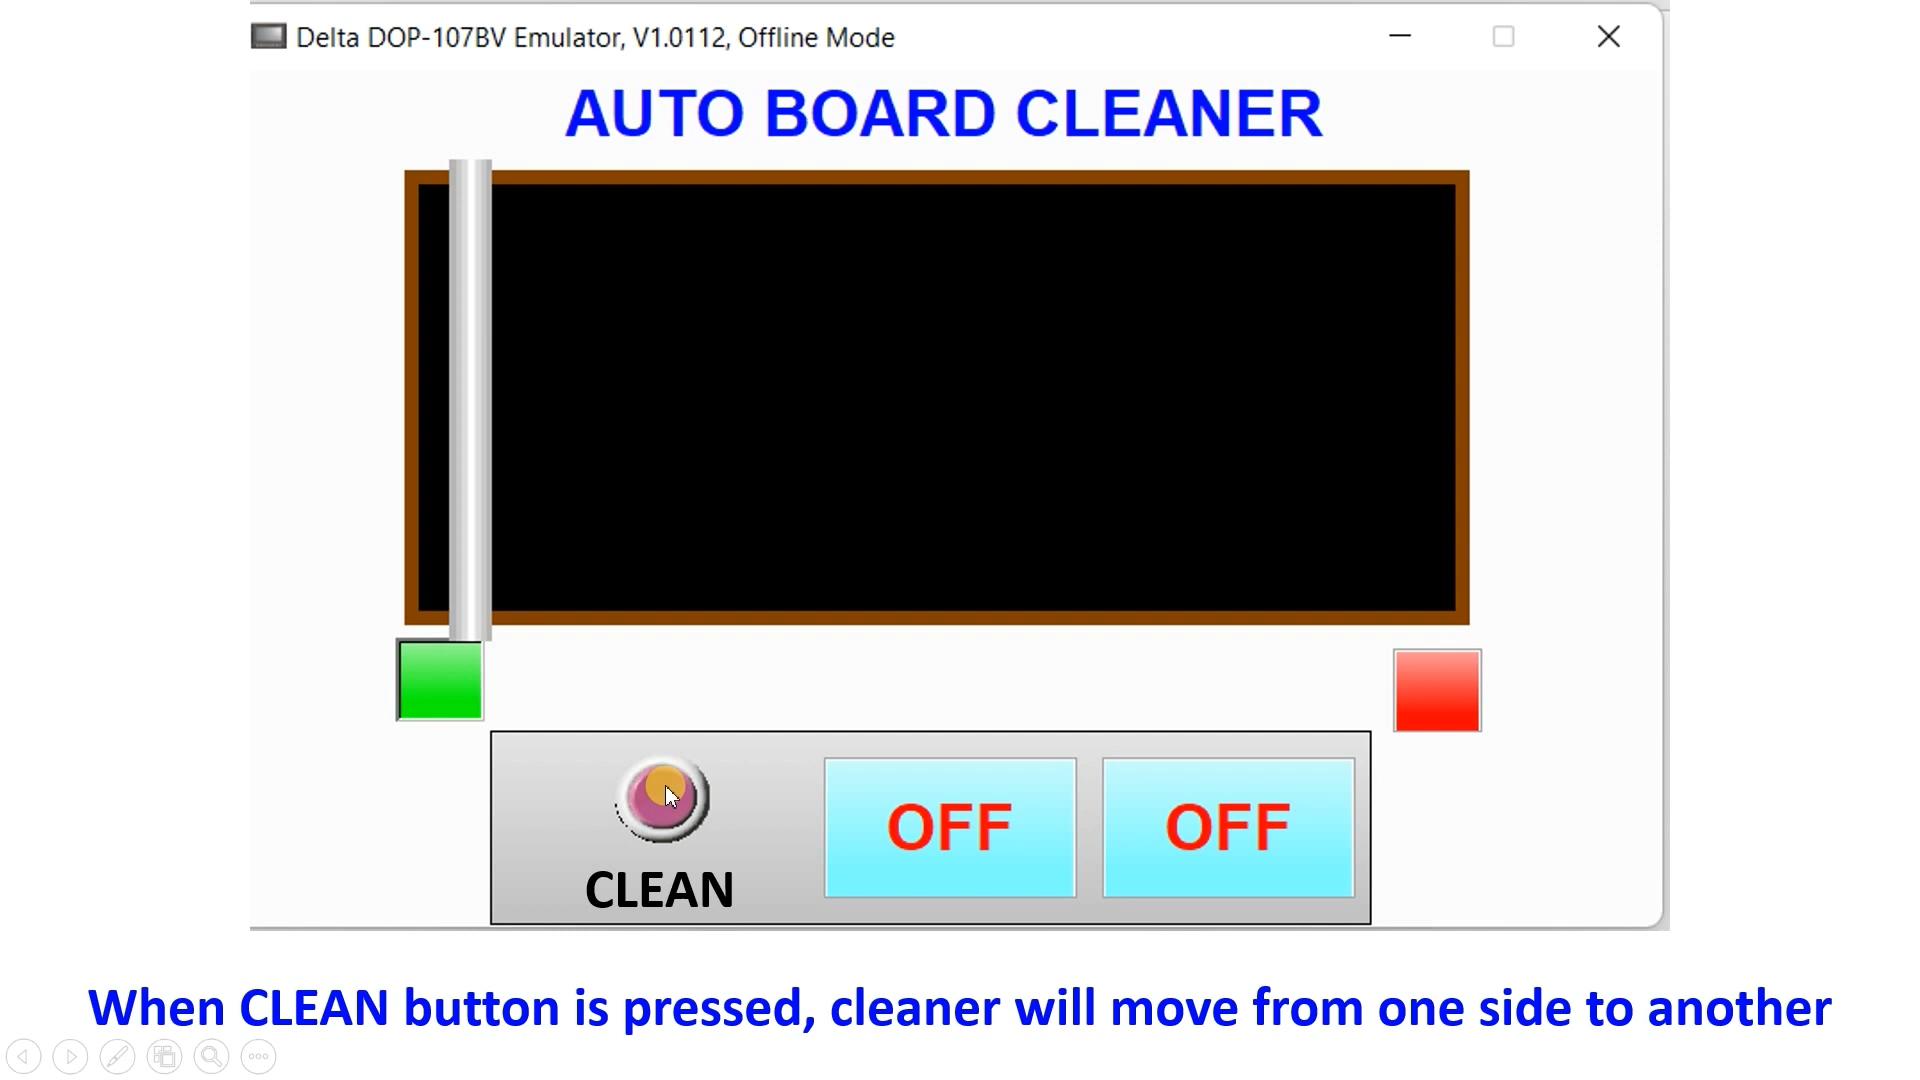 Delta DOP-107BV Emulator, V1.0112, Offline Mode
AUTO BOARD CLEANER
OFF OFF
CLEAN
When CLEAN button is pressed, cleaner will move from one side to another